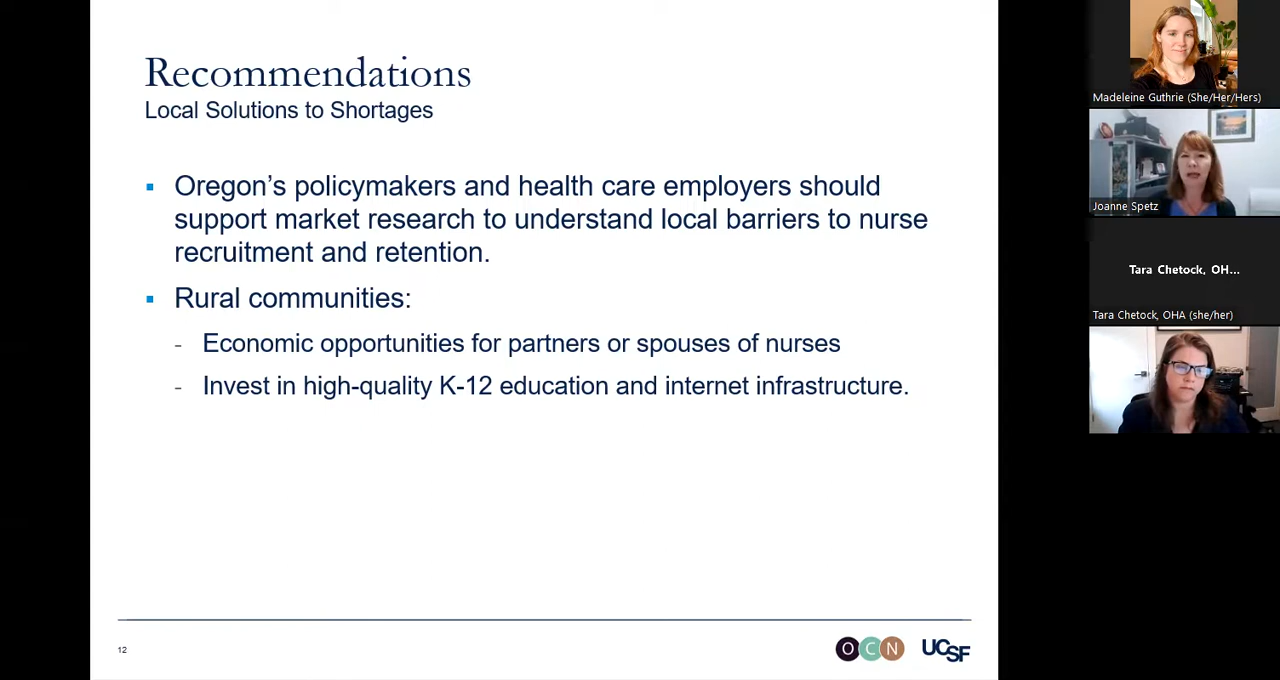 Recommendations
Local Solutions to Shortages
▪ Oregon’s policymakers and health care employers should
support market research to understand local barriers to nurse
recruitment and retention.
▪ Rural communities:
- Economic opportunities for partners or spouses of nurses
- Invest in high-quality K-12 education and internet infrastructure.
12
OCN
UCSF
Madeleine Guthrie (She/Her/Hers)
Joanne Spetz
Tara Chetock, OH...
Tara Chetock, OHA (she/her)